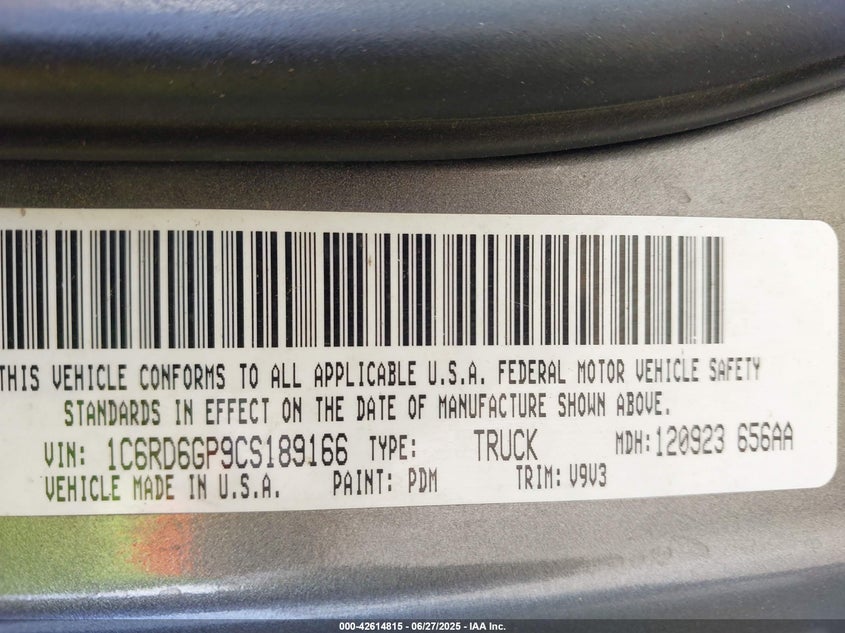 THIS VEHICLE CONFORMS TO ALL APPLICABLE U.S.A. FEDERAL MOTOR VEHICLE SAFETY
STANDARDS IN EFFECT ON THE DATE OF MANUFACTURE SHOWN ABOVE.
VIN: 1C6RD6GP9CS189166 TYPE: TRUCK MDH: 120923 656AA
VEHICLE MADE IN U.S.A. PAINT: PDM TRIM: V9V3
000-42614815 - 06/27/2025 - IAA Inc.